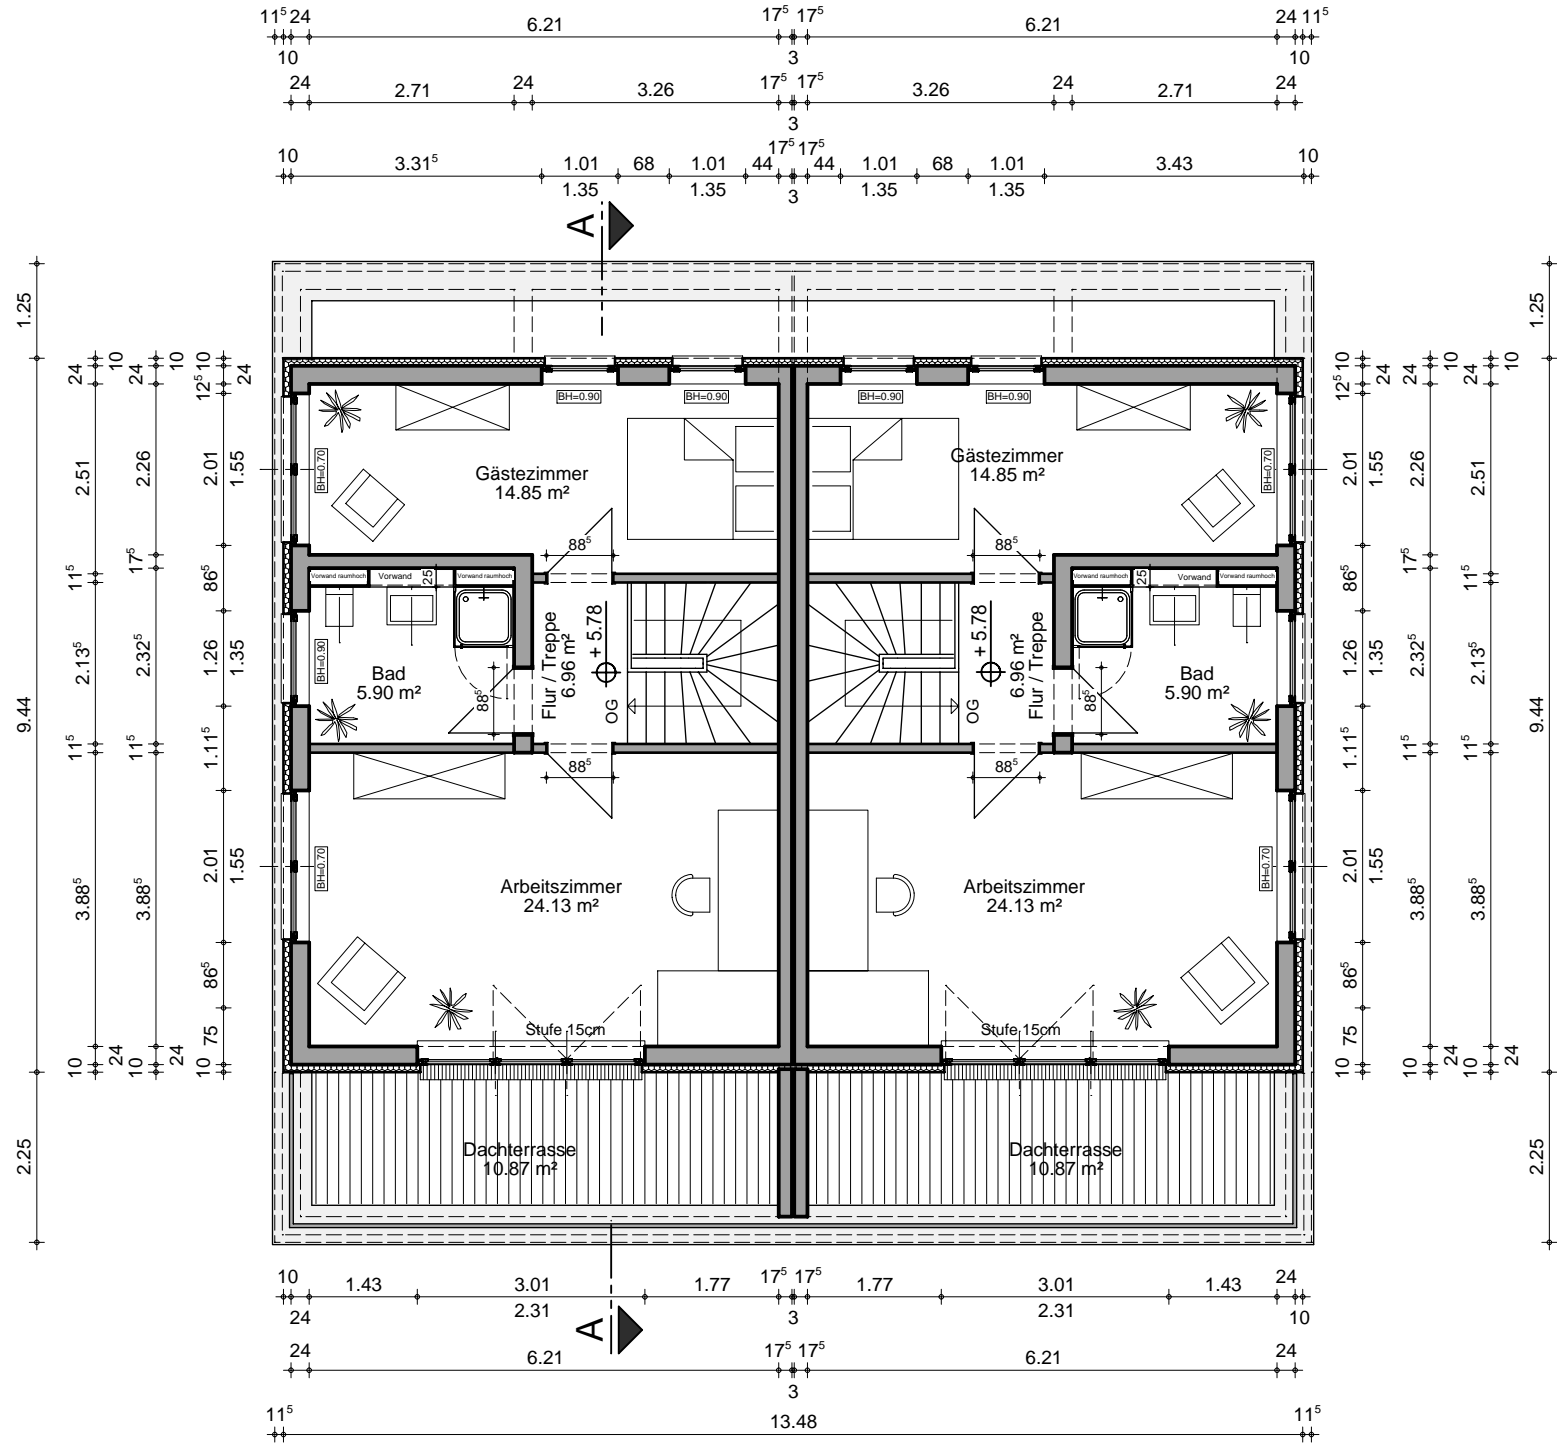 11⁵ 24 6.21 17⁵ 17⁵ 6.21 24 11⁵
10 3 10
24 2.71 24 3.26 17⁵ 17⁵ 3.26 24 2.71 24
3
17⁵ 17⁵
10 3.31⁵ 1.01 68 1.01 44 44 1.01 68 1.01 3.43 10
1.35 1.35 3 1.35 1.35
A
1.25
9.44
2.25
10
24
2.51
11⁵
2.13⁵
11⁵
3.88⁵
24
10
10
24
2.26
17⁵
2.32⁵
11⁵
3.88⁵
24
10
10
24
12⁵
2.01
1.55
86⁵
1.26
1.35
1.11⁵
2.01
1.55
86⁵
75
10
BH=0.90 BH=0.90 BH=0.90 BH=0.90
BH=0.70
Gästezimmer
14.85 m²
Gästezimmer
14.85 m²
BH=0.70
88⁵ 88⁵
Vorwand raumhoch Vorwand 25 Vorwand raumhoch
Vorwand raumhoch 25 Vorwand Vorwand raumhoch
BH=0.90
Bad
5.90 m²
88⁵
Flur / Treppe
6.96 m²
+ 5.78
OG
+ 5.78
OG
Flur / Treppe
6.96 m²
88⁵
Bad
5.90 m²
88⁵ 88⁵
BH=0.70
Arbeitszimmer
24.13 m²
Arbeitszimmer
24.13 m²
BH=0.70
Stufe 15cm Stufe 15cm
Dachterrasse
10.87 m²
Dachterrasse
10.87 m²
10
24
12⁵
2.01
1.55
86⁵
1.26
1.35
1.11⁵
2.01
1.55
86⁵
75
10
10
24
2.26
17⁵
2.32⁵
11⁵
3.88⁵
24
10
10
24
2.51
11⁵
2.13⁵
11⁵
3.88⁵
24
10
1.25
9.44
2.25
10 1.43 3.01 1.77 17⁵ 17⁵ 1.77 3.01 1.43 24
24 2.31 3 2.31 10
A
24 6.21 17⁵ 17⁵ 6.21 24
3
11⁵ 13.48 11⁵